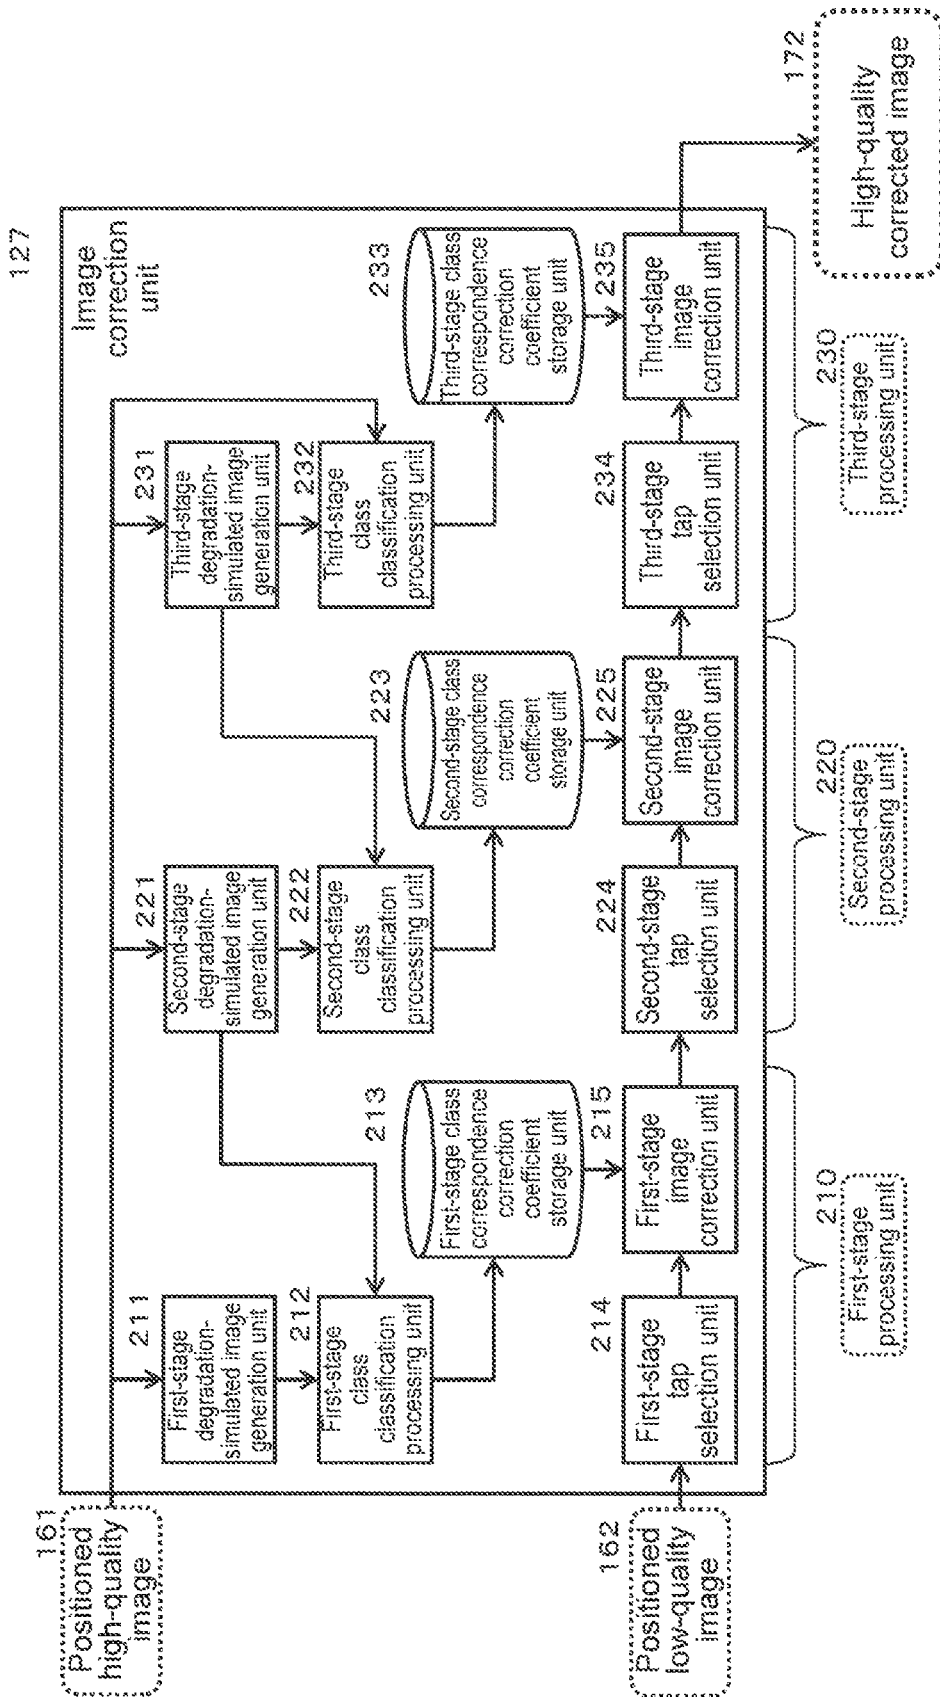 127
Image
correction
unit
161
Positioned
high-quality
image
211
First-stage
degradation-
simulated image
generation unit
212
First-stage
class
classification
processing unit
213
First-stage class
correspondence
correction
coefficient
storage unit
162
Positioned
low-quality
image
214
First-stage
tap
selection unit
215
First-stage
image
correction unit
210
First-stage
processing unit
221
Second-stage
degradation-
simulated image
generation unit
222
Second-stage
class
classification
processing unit
223
Second-stage class
correspondence
correction
coefficient
storage unit
224
Second-stage
tap
selection unit
225
Second-stage
image
correction unit
220
Second-stage
processing unit
231
Third-stage
degradation-
simulated image
generation unit
232
Third-stage
class
classification
processing unit
233
Third-stage class
correspondence
correction
coefficient
storage unit
234
Third-stage
tap
selection unit
235
Third-stage
image
correction unit
230
Third-stage
processing unit
172
High-quality
corrected image